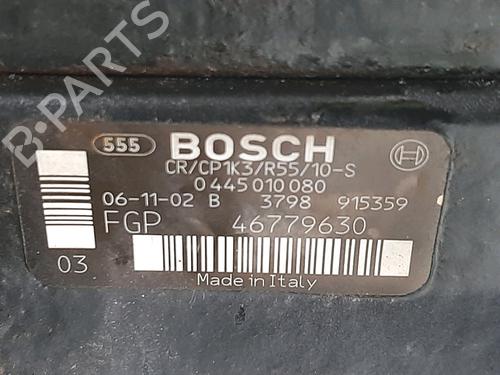 B-PARTS
555 BOSCH
CR/CP1K3/R55/10-S
0 445 010 080
06-11-02 B 3798 915359
FGP 46779630
03
Made in Italy